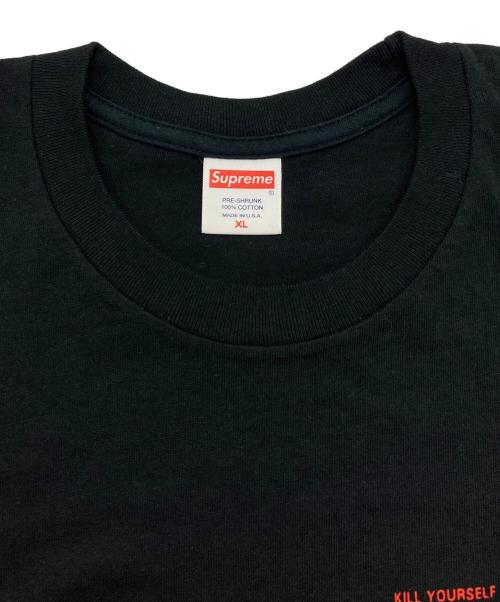 Supreme
®
PRE-SHRUNK
100% COTTON
MADE IN U.S.A.
XL
KILL YOURSELF